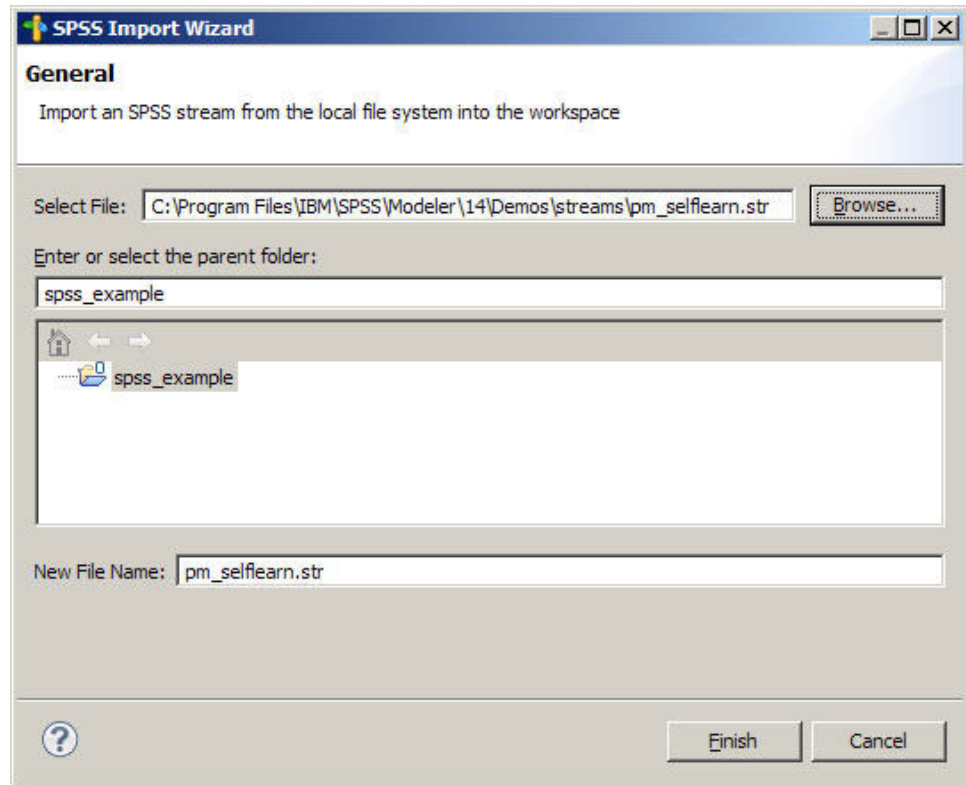 SPSS Import Wizard
General
Import an SPSS stream from the local file system into the workspace
Select File: C:\Program Files\IBM\SPSS\Modeler\14\Demos\streams\pm_selflearn.str Browse...
Enter or select the parent folder:
spss_example
spss_example
New File Name: pm_selflearn.str
? Finish Cancel